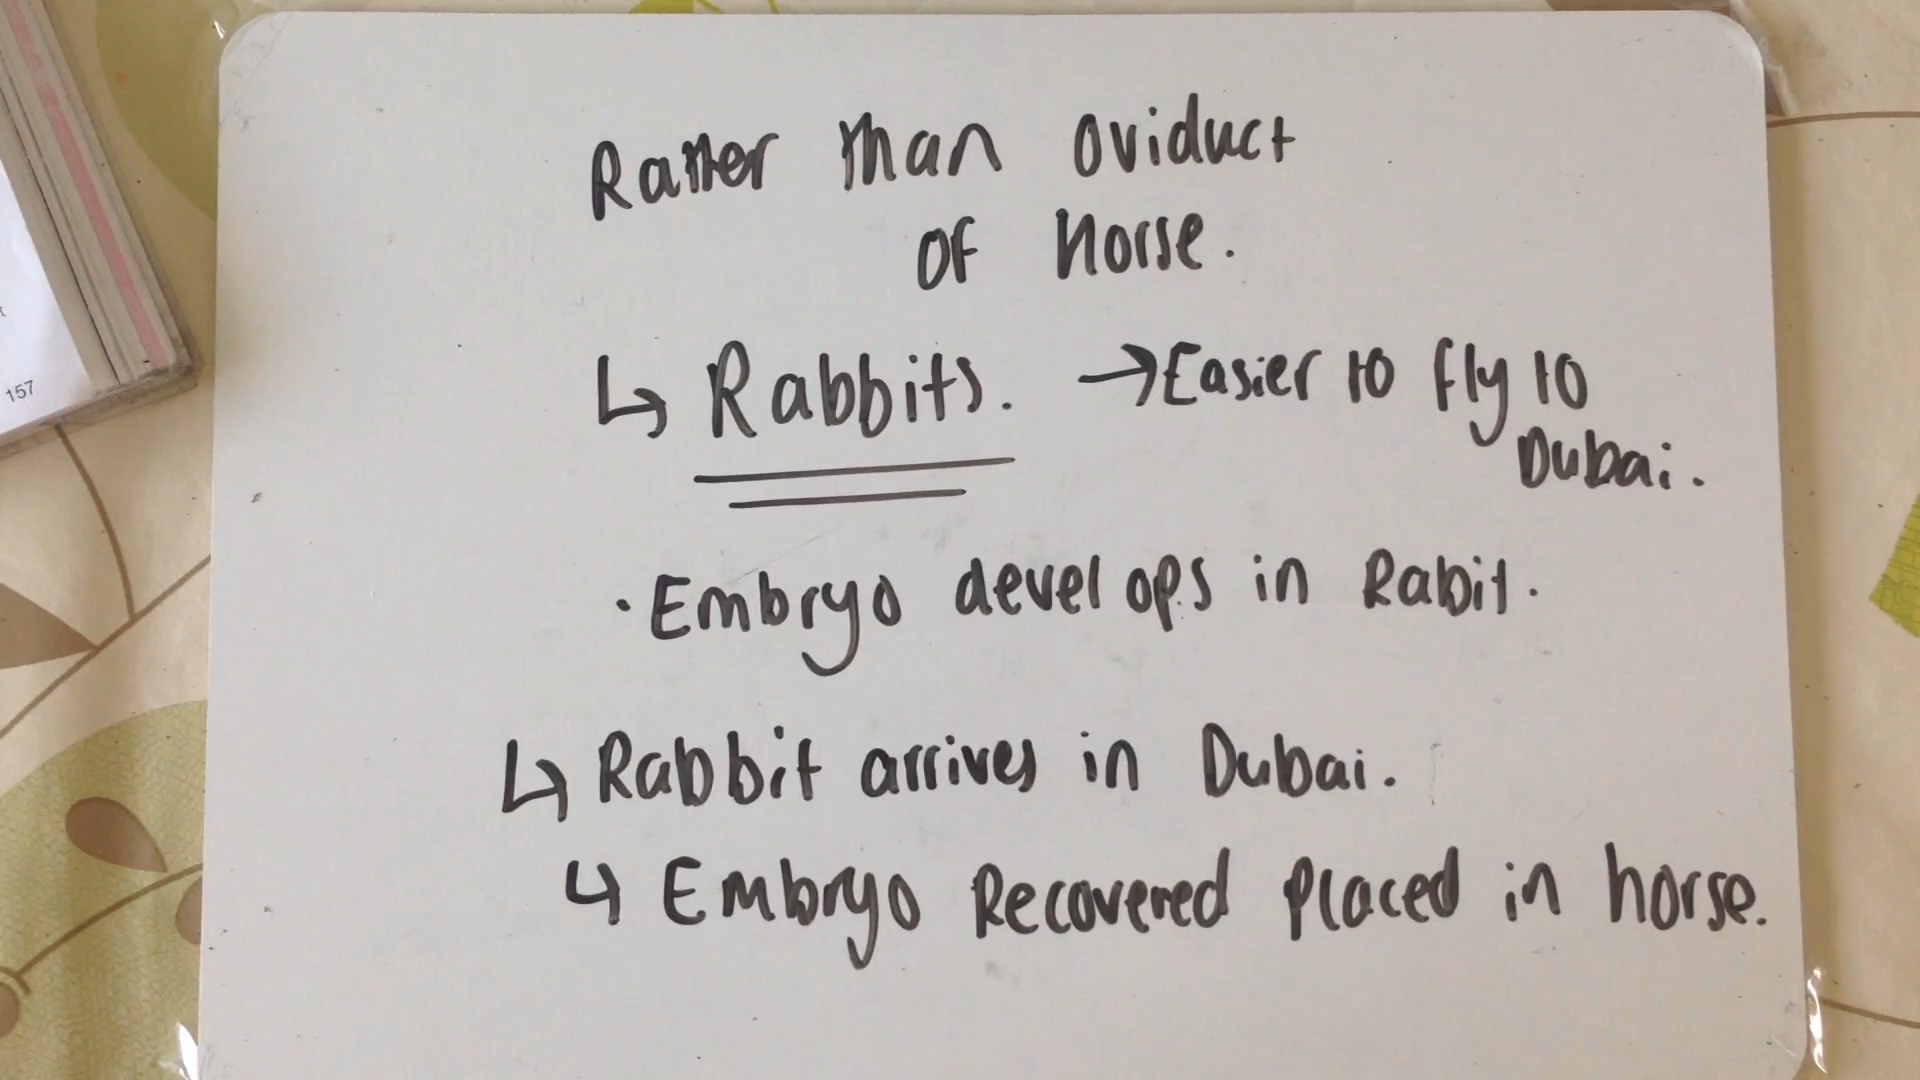 Rather than oviduct
of horse.
↳ Rabbits. → Easier to fly to
Dubai.
· Embryo develops in Rabit.
↳ Rabbit arrives in Dubai.
↳ Embryo Recovered placed in horse.
157